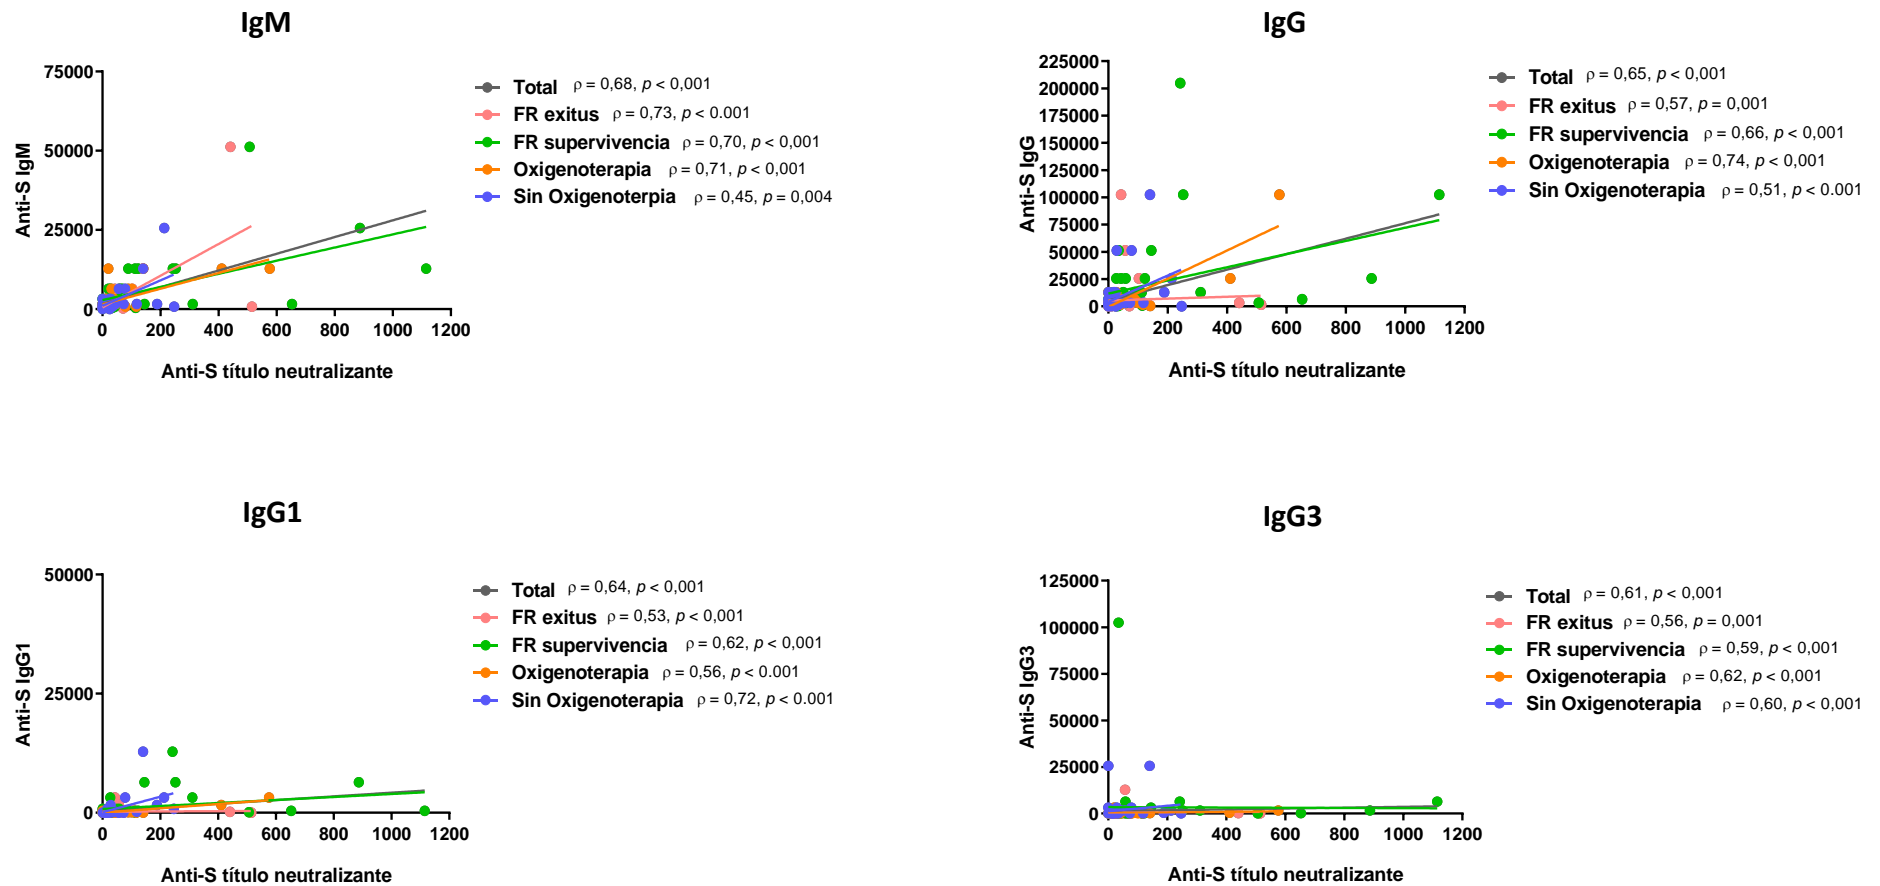 IgM
75000
50000
25000
0
Anti-S IgM
0 200 400 600 800 1000 1200
Anti-S título neutralizante
Total ρ = 0,68, p < 0,001
FR exitus ρ = 0,73, p < 0.001
FR supervivencia ρ = 0,70, p < 0,001
Oxigenoterapia ρ = 0,71, p < 0,001
Sin Oxigenoterpia ρ = 0,45, p = 0,004
IgG
225000
200000
175000
150000
125000
100000
75000
50000
25000
0
Anti-S IgG
0 200 400 600 800 1000 1200
Anti-S título neutralizante
Total ρ = 0,65, p < 0,001
FR exitus ρ = 0,57, p = 0,001
FR supervivencia ρ = 0,66, p < 0,001
Oxigenoterapia ρ = 0,74, p < 0,001
Sin Oxigenoterapia ρ = 0,51, p < 0.001
IgG1
50000
25000
0
Anti-S IgG1
0 200 400 600 800 1000 1200
Anti-S título neutralizante
Total ρ = 0,64, p < 0,001
FR exitus ρ = 0,53, p < 0,001
FR supervivencia ρ = 0,62, p < 0,001
Oxigenoterapia ρ = 0,56, p < 0.001
Sin Oxigenoterapia ρ = 0,72, p < 0.001
IgG3
125000
100000
75000
50000
25000
0
Anti-S IgG3
0 200 400 600 800 1000 1200
Anti-S título neutralizante
Total ρ = 0,61, p < 0,001
FR exitus ρ = 0,56, p = 0,001
FR supervivencia ρ = 0,59, p < 0,001
Oxigenoterapia ρ = 0,62, p < 0,001
Sin Oxigenoterapia ρ = 0,60, p < 0,001